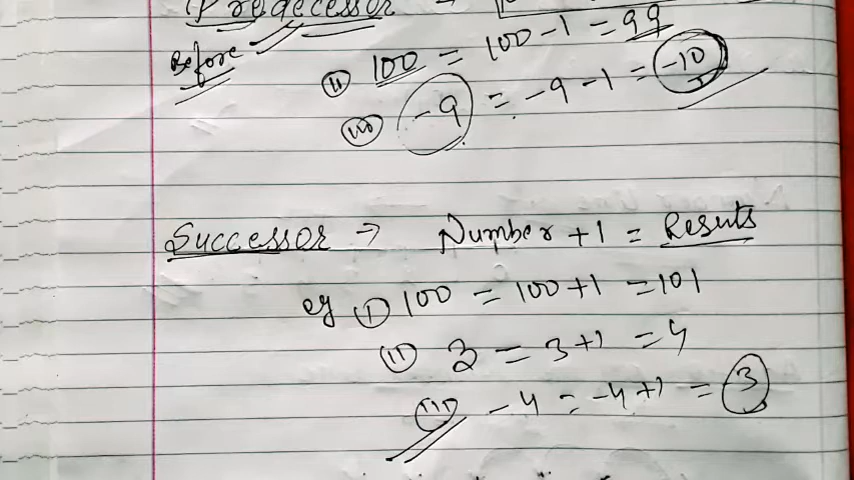 Predecessor →
Before
(ii) 100 = 100-1 = 99
(iii) -9 = -9-1 = -10
Successor → Number +1 = Results
eg (i) 100 = 100+1 = 101
(ii) 3 = 3+1 = 4
(iii) -4 = -4+1 = 3